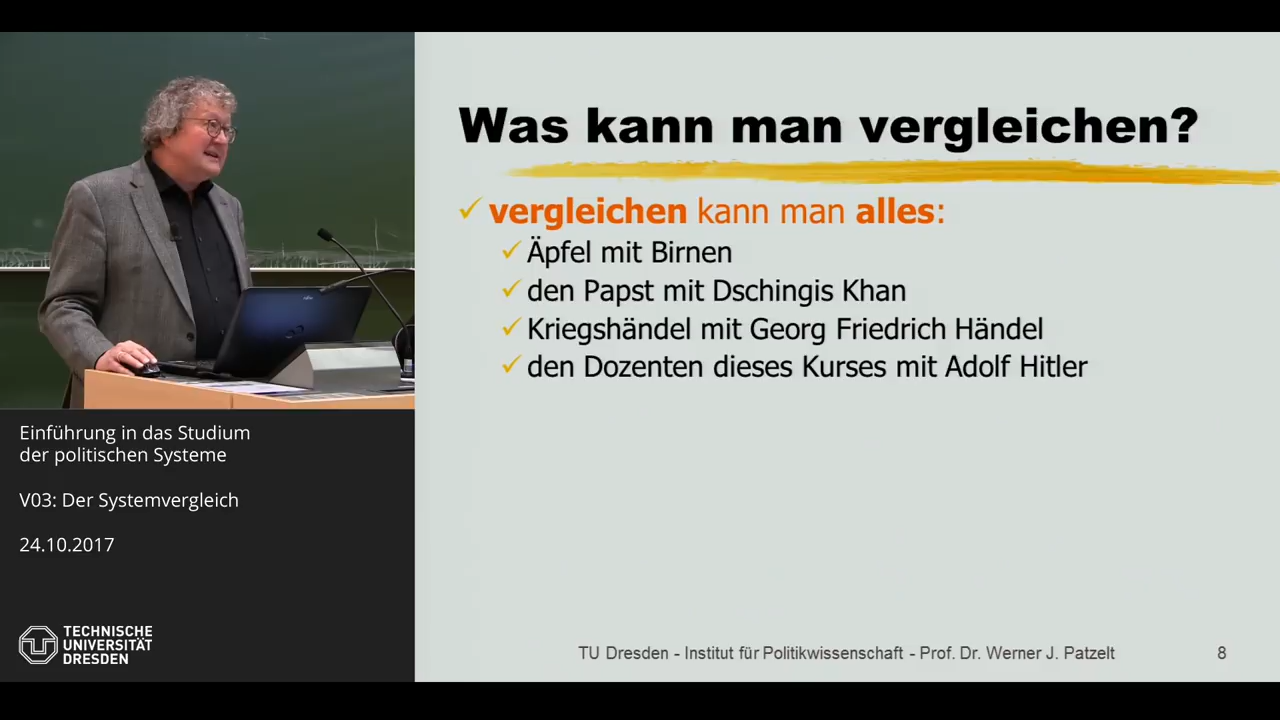 Was kann man vergleichen?
vergleichen kann man alles:
Äpfel mit Birnen
den Papst mit Dschingis Khan
Kriegshändel mit Georg Friedrich Händel
den Dozenten dieses Kurses mit Adolf Hitler
Einführung in das Studium
der politischen Systeme
V03: Der Systemvergleich
24.10.2017
TECHNISCHE
UNIVERSITÄT
DRESDEN
TU Dresden - Institut für Politikwissenschaft - Prof. Dr. Werner J. Patzelt
8